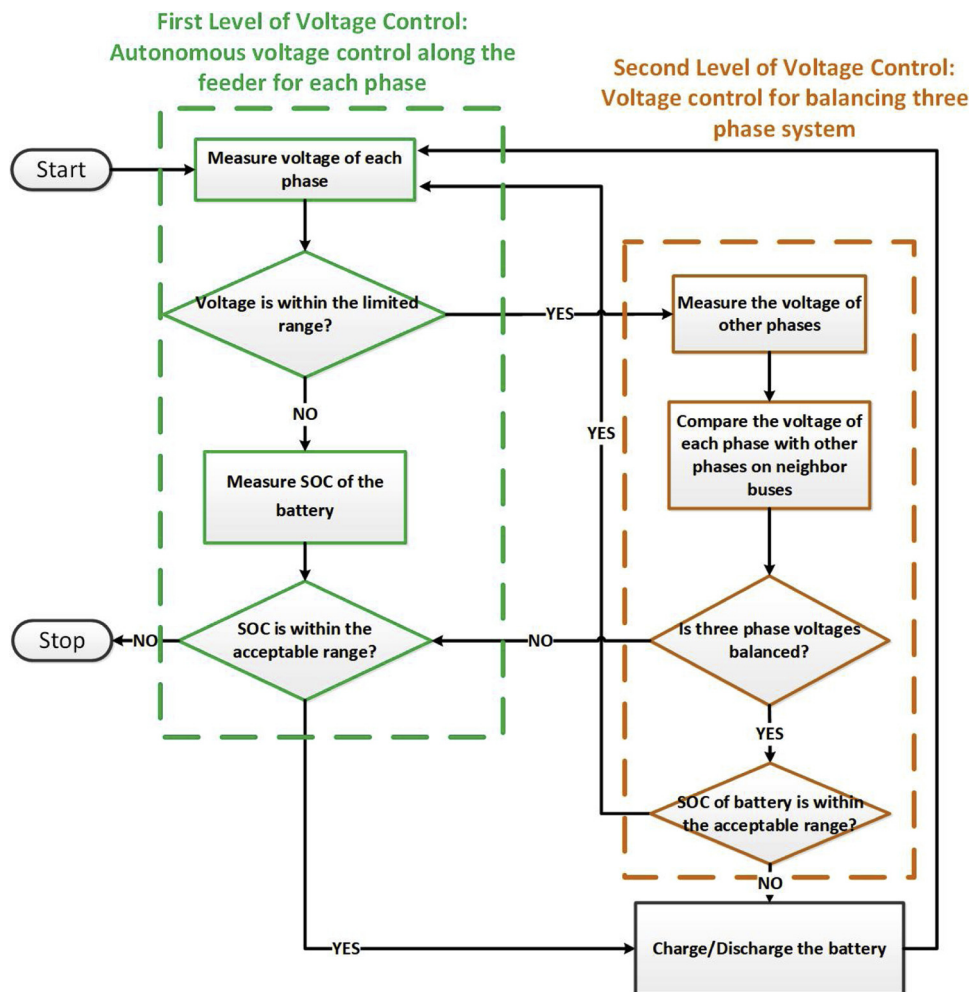 First Level of Voltage Control:
Autonomous voltage control along the
feeder for each phase
Second Level of Voltage Control:
Voltage control for balancing three
phase system
Start
Measure voltage of each
phase
Voltage is within the limited
range?
YES
Measure the voltage of
other phases
NO
YES
Compare the voltage of
each phase with other
phases on neighbor
buses
Measure SOC of the
battery
Stop
NO
SOC is within the
acceptable range?
NO
Is three phase voltages
balanced?
YES
SOC of battery is within
the acceptable range?
NO
YES
Charge/Discharge the battery